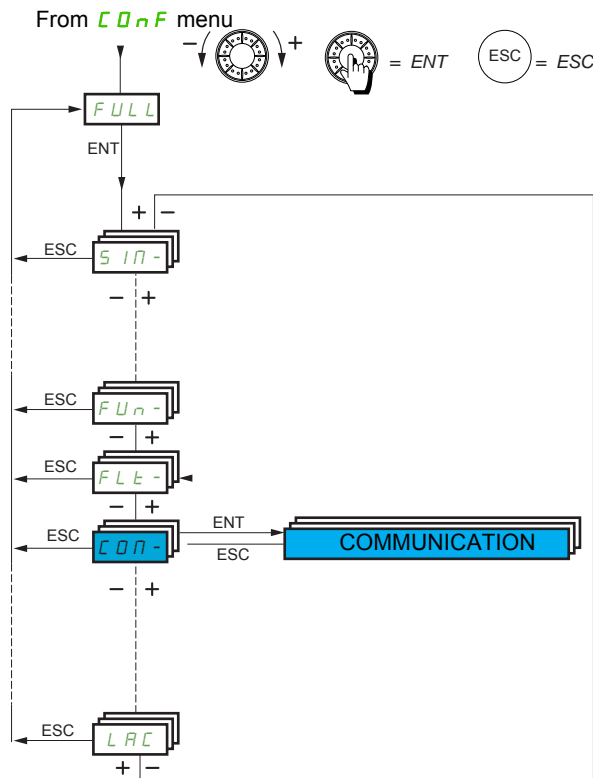 From COnF menu
− + = ENT ESC = ESC
FULL
ENT
+ −
ESC
SIM-
− +
ESC
FUn-
− +
ESC
FLt-
− +
ESC
COM-
ENT
ESC
COMMUNICATION
− +
ESC
LAC
+ −